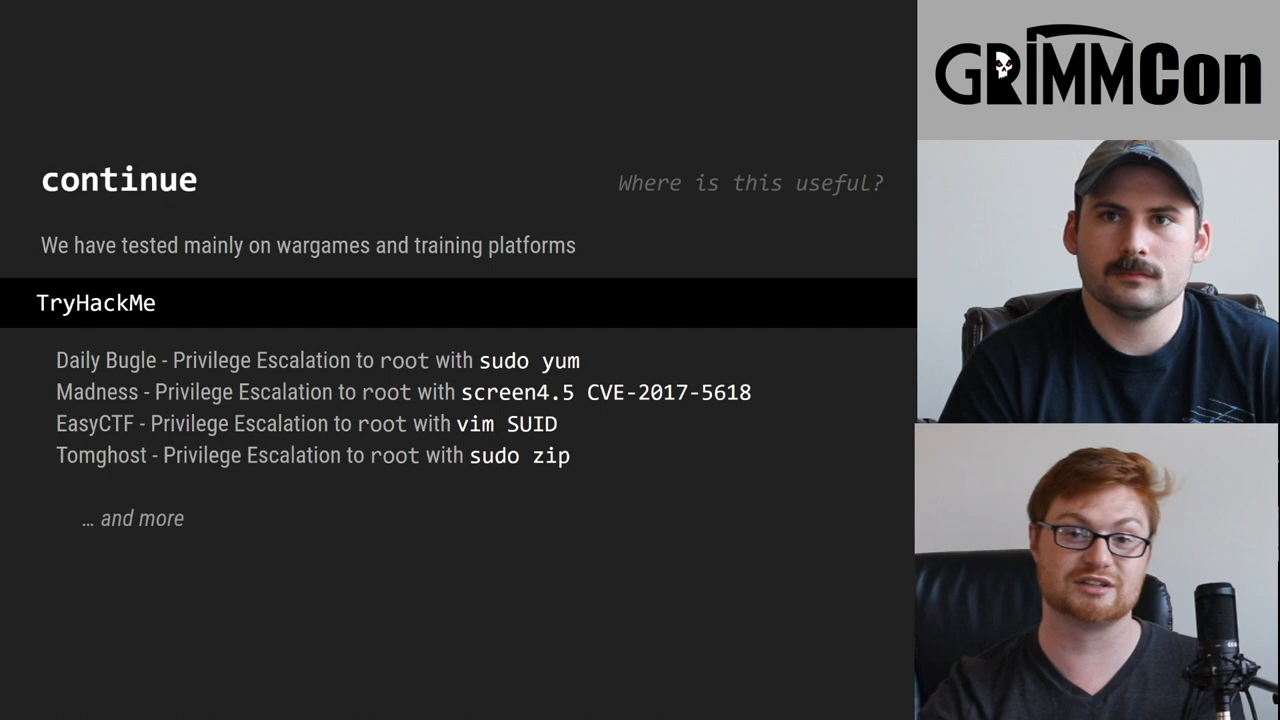 GRIMMCon
continue
Where is this useful?
We have tested mainly on wargames and training platforms
TryHackMe
Daily Bugle - Privilege Escalation to root with sudo yum
Madness - Privilege Escalation to root with screen4.5 CVE-2017-5618
EasyCTF - Privilege Escalation to root with vim SUID
Tomghost - Privilege Escalation to root with sudo zip
… and more